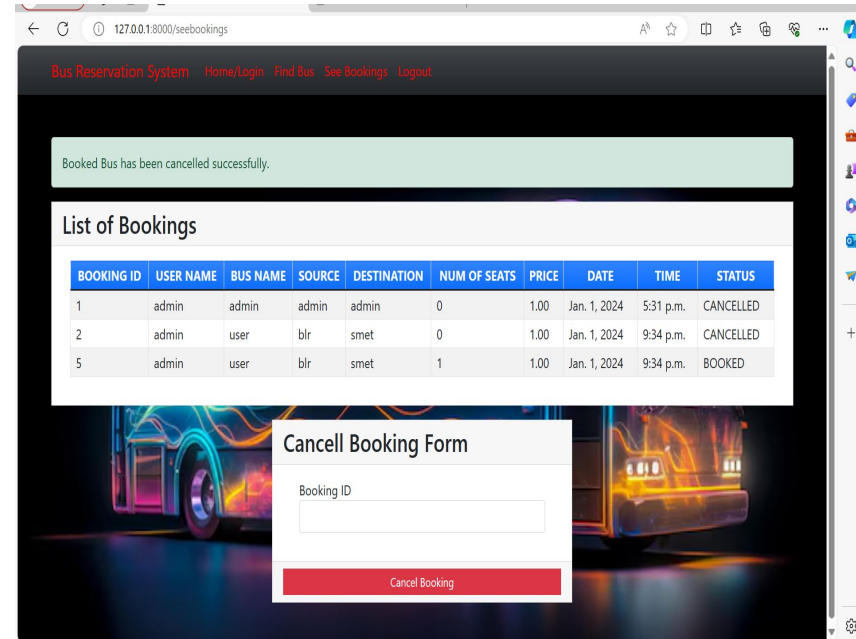 127.0.0.1:8000/seebookings
Bus Reservation System Home/Login Find Bus See Bookings Logout
Booked Bus has been cancelled successfully.
List of Bookings
BOOKING ID USER NAME BUS NAME SOURCE DESTINATION NUM OF SEATS PRICE DATE TIME STATUS
1 admin admin admin admin 0 1.00 Jan. 1, 2024 5:31 p.m. CANCELLED
2 admin user blr smet 0 1.00 Jan. 1, 2024 9:34 p.m. CANCELLED
5 admin user blr smet 1 1.00 Jan. 1, 2024 9:34 p.m. BOOKED
Cancell Booking Form
Booking ID
Cancel Booking